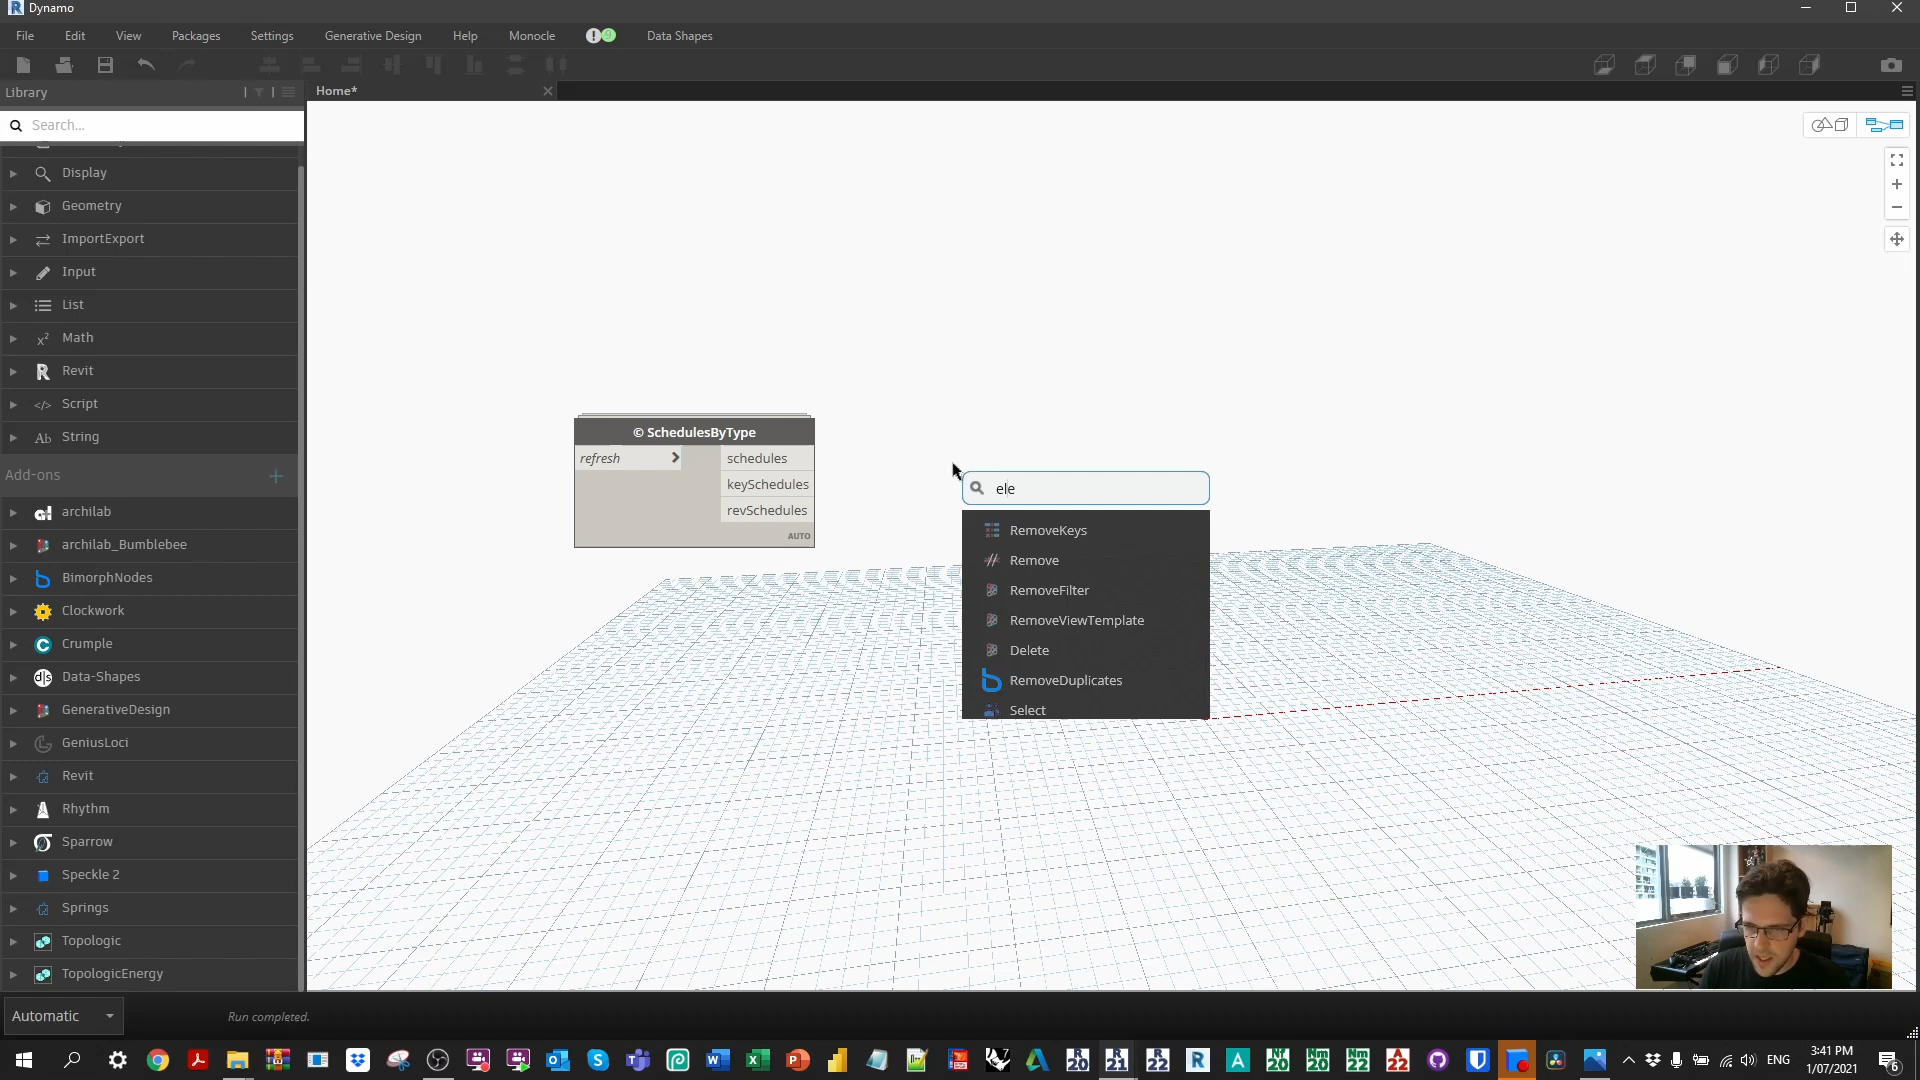 Dynamo
File Edit View Packages Settings Generative Design Help Monocle Data Shapes
Library
Home*
Search...
Display
Geometry
ImportExport
Input
List
Math
Revit
Script
String
Add-ons
archilab
archilab_Bumblebee
BimorphNodes
Clockwork
Crumple
Data-Shapes
GenerativeDesign
GeniusLoci
Revit
Rhythm
Sparrow
Speckle 2
Springs
Topologic
TopologicEnergy
© SchedulesByType
refresh > schedules
keySchedules
revSchedules
AUTO
ele
RemoveKeys
Remove
RemoveFilter
RemoveViewTemplate
Delete
RemoveDuplicates
Select
Automatic
Run completed.
ENG
3:41 PM
1/07/2021